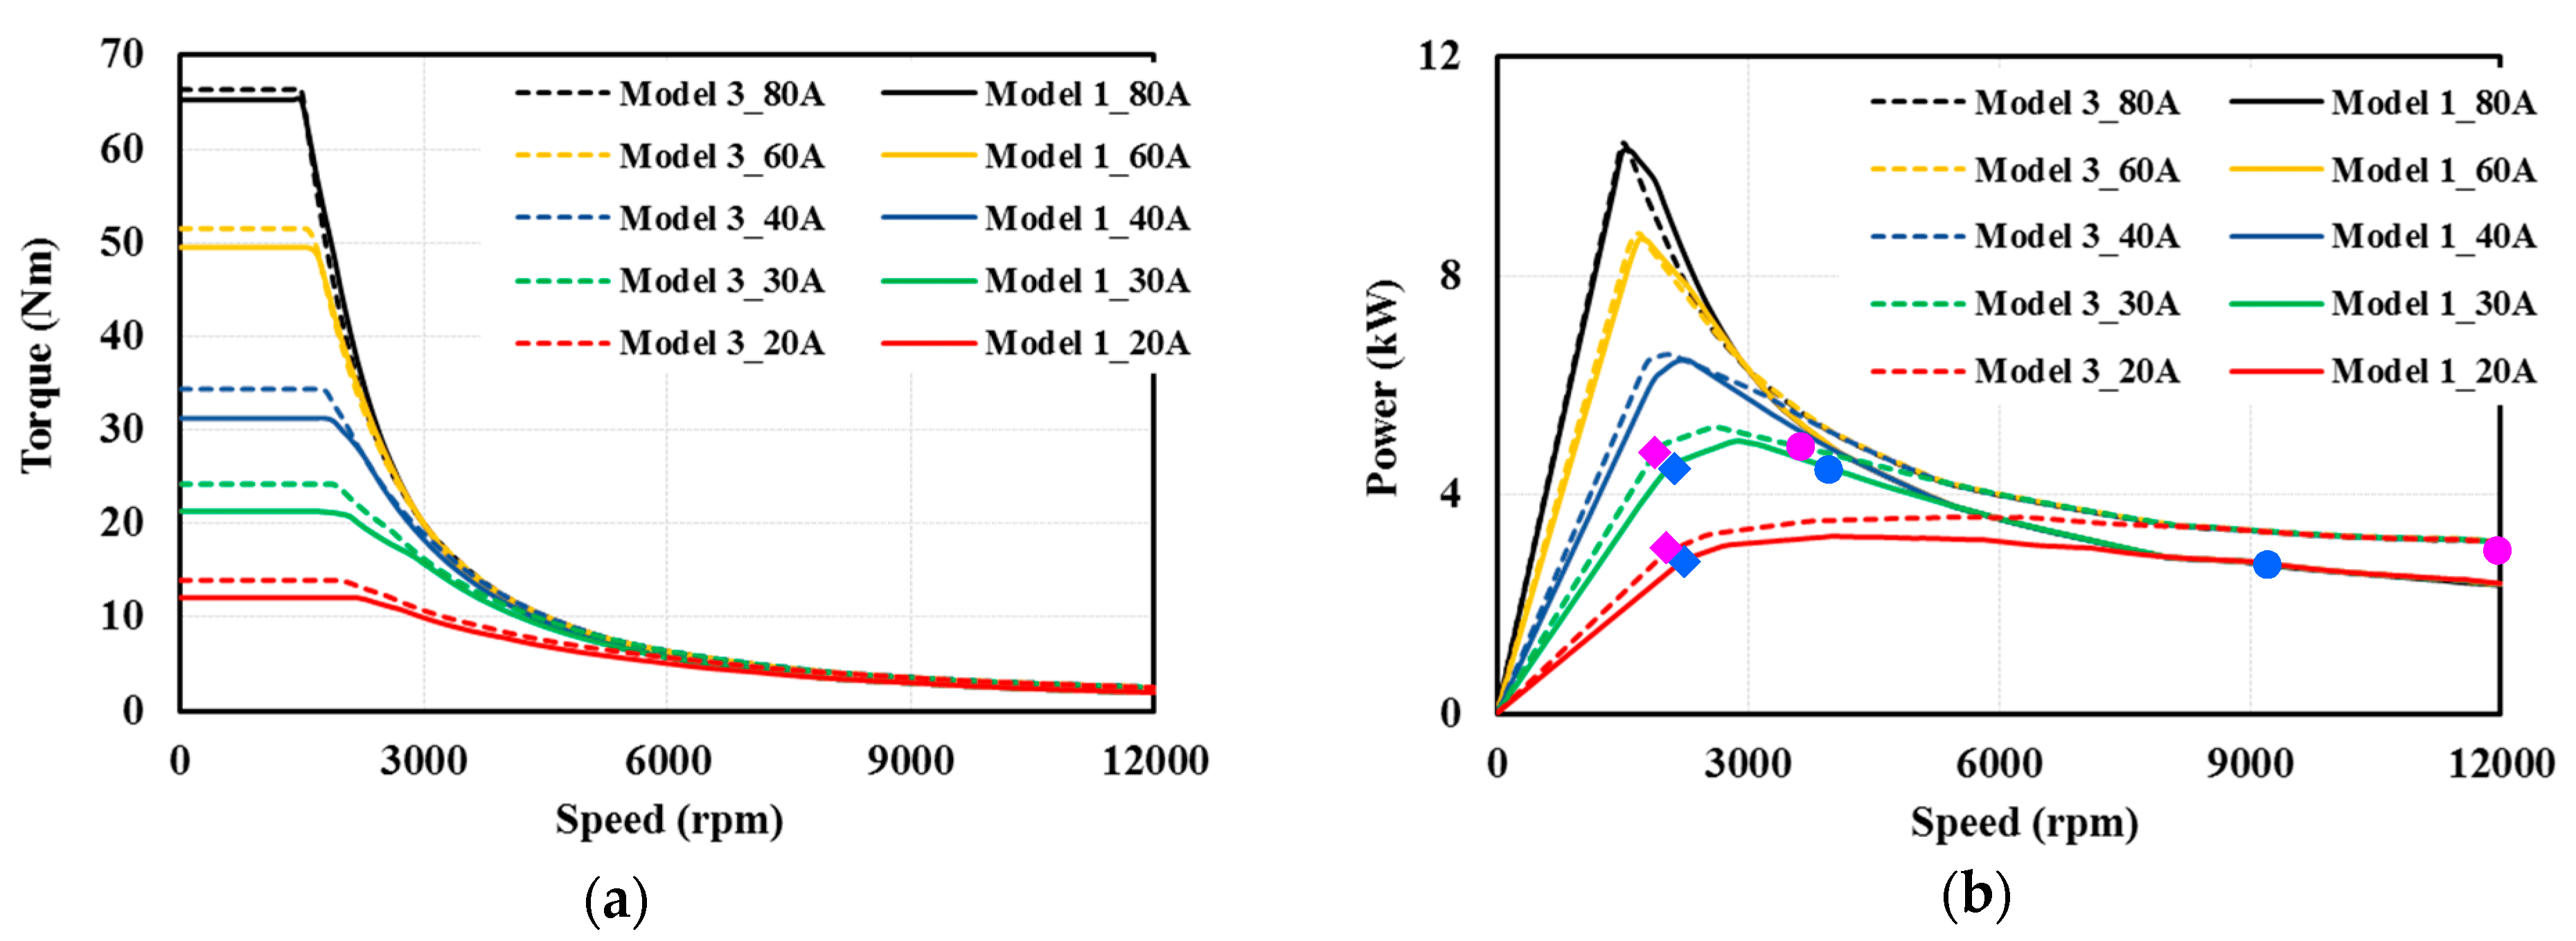 70
60
50
40
30
20
10
0
Torque (Nm)
Model 3_80A Model 1_80A
Model 3_60A Model 1_60A
Model 3_40A Model 1_40A
Model 3_30A Model 1_30A
Model 3_20A Model 1_20A
0 3000 6000 9000 12000
Speed (rpm)
(a)
12
8
4
0
Power (kW)
Model 3_80A Model 1_80A
Model 3_60A Model 1_60A
Model 3_40A Model 1_40A
Model 3_30A Model 1_30A
Model 3_20A Model 1_20A
0 3000 6000 9000 12000
Speed (rpm)
(b)